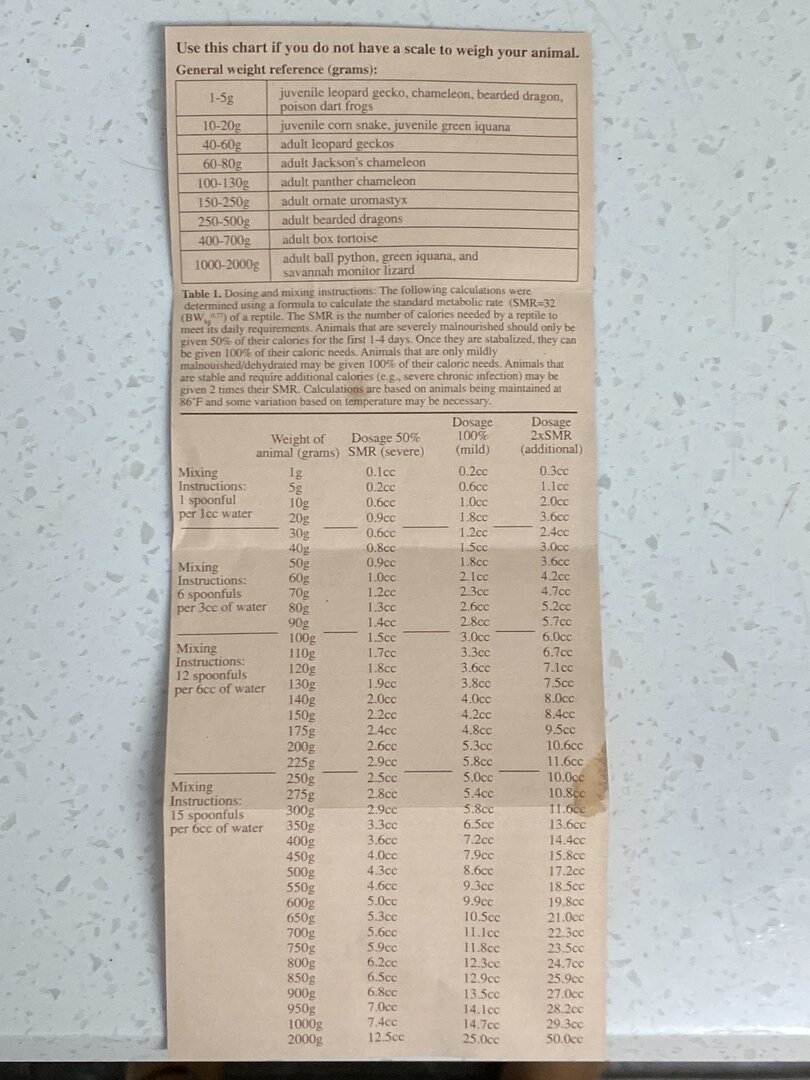 Use this chart if you do not have a scale to weigh your animal.
General weight reference (grams):
1-5g juvenile leopard gecko, chameleon, bearded dragon,
poison dart frogs
10-20g juvenile corn snake, juvenile green iquana
40-60g adult leopard geckos
60-80g adult Jackson's chameleon
100-130g adult panther chameleon
150-250g adult ornate uromastyx
250-500g adult bearded dragons
400-700g adult box tortoise
1000-2000g adult ball python, green iguana, and
savannah monitor lizard
Table 1. Dosing and mixing instructions: The following calculations were
determined using a formula to calculate the standard metabolic rate (SMR=32
(BWkg) of a reptile. The SMR is the number of calories needed by a reptile to
meet its daily requirements. Animals that are severely malnourished should only be
given 50% of their calories for the first 1-4 days. Once they are stabalized, they can
be given 100% of their caloric needs. Animals that are only mildly
malnourished/dehydrated may be given 100% of their caloric needs. Animals that
are stable and require additional calories (e.g., severe chronic infection) may be
given 2 times their SMR. Calculations are based on animals being maintained at
86°F and some variation based on temperature may be necessary.
Weight of animal (grams) Dosage 50% SMR (severe) Dosage 100% (mild) Dosage 2xSMR (additional)
Mixing 1g 0.1cc 0.2cc 0.3cc
Instructions: 5g 0.2cc 0.6cc 1.1cc
1 spoonful 10g 0.6cc 1.0cc 2.0cc
per 1cc water 20g 0.9cc 1.8cc 3.6cc
30g 0.6cc 1.2cc 2.4cc
40g 0.8cc 1.5cc 3.0cc
Mixing 50g 0.9cc 1.8cc 3.6cc
Instructions: 60g 1.0cc 2.1cc 4.2cc
6 spoonfuls 70g 1.2cc 2.3cc 4.7cc
per 3cc of water 80g 1.3cc 2.6cc 5.2cc
90g 1.4cc 2.8cc 5.7cc
100g 1.5cc 3.0cc 6.0cc
Mixing 110g 1.7cc 3.3cc 6.7cc
Instructions: 120g 1.8cc 3.6cc 7.1cc
12 spoonfuls 130g 1.9cc 3.8cc 7.5cc
per 6cc of water 140g 2.0cc 4.0cc 8.0cc
150g 2.2cc 4.2cc 8.4cc
175g 2.4cc 4.8cc 9.5cc
200g 2.6cc 5.3cc 10.6cc
225g 2.9cc 5.8cc 11.6cc
250g 2.5cc 5.0cc 10.0cc
Mixing 275g 2.8cc 5.4cc 10.8cc
Instructions: 300g 2.9cc 5.8cc 11.6cc
15 spoonfuls 350g 3.3cc 6.5cc 13.6cc
per 6cc of water 400g 3.6cc 7.2cc 14.4cc
450g 4.0cc 7.9cc 15.8cc
500g 4.3cc 8.6cc 17.2cc
550g 4.6cc 9.3cc 18.5cc
600g 5.0cc 9.9cc 19.8cc
650g 5.3cc 10.5cc 21.0cc
700g 5.6cc 11.1cc 22.3cc
750g 5.9cc 11.8cc 23.5cc
800g 6.2cc 12.3cc 24.7cc
850g 6.5cc 12.9cc 25.9cc
900g 6.8cc 13.5cc 27.0cc
950g 7.0cc 14.1cc 28.2cc
1000g 7.4cc 14.7cc 29.3cc
2000g 12.5cc 25.0cc 50.0cc